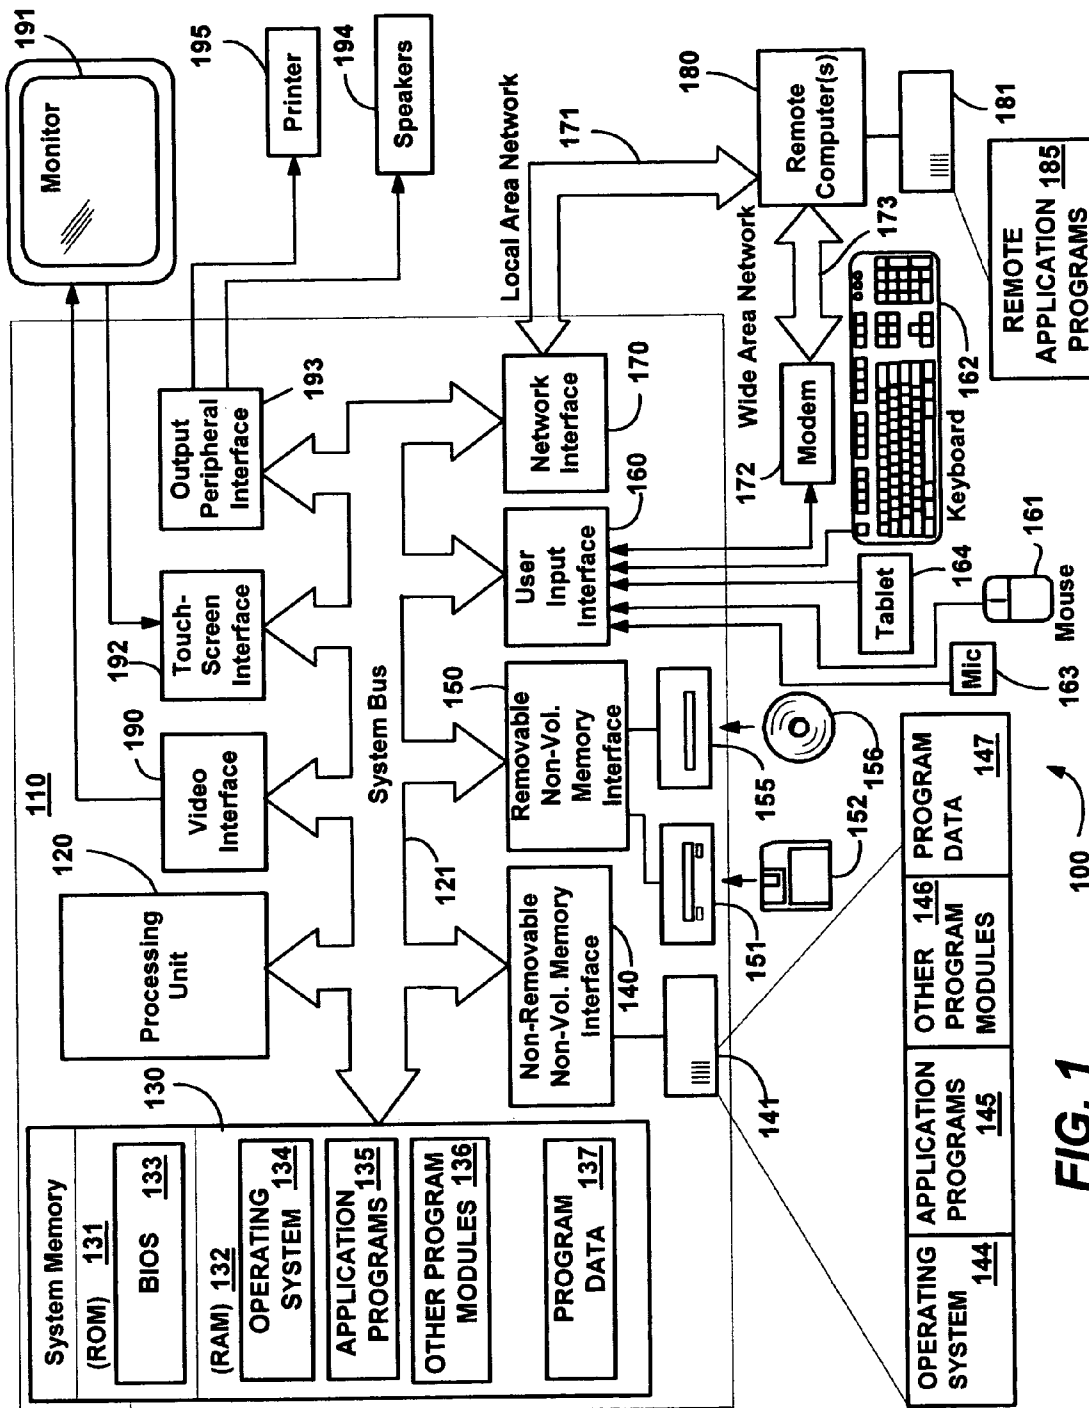 System Memory
(ROM) 131
BIOS 133
(RAM) 132
OPERATING
SYSTEM 134
APPLICATION
PROGRAMS 135
OTHER PROGRAM
MODULES 136
PROGRAM
DATA 137
130
110
120
Processing
Unit
190
Video
Interface
192
Touch-
Screen
Interface
Output
Peripheral
Interface
193
Monitor
191
Printer
195
Speakers
194
System Bus
121
Non-Removable
Non-Vol. Memory
Interface
140
150
Removable
Non-Vol.
Memory
Interface
User
Input
Interface
160
Network
Interface
170
Local Area Network
171
141
151
152
155
156
Mic
163
Tablet
164
Mouse
161
Keyboard
162
172
Modem
Wide Area Network
173
180
Remote
Computer(s)
181
REMOTE
APPLICATION 185
PROGRAMS
OPERATING
SYSTEM 144
APPLICATION
PROGRAMS
145
OTHER 146
PROGRAM
MODULES
PROGRAM
DATA 147
100
FIG. 1